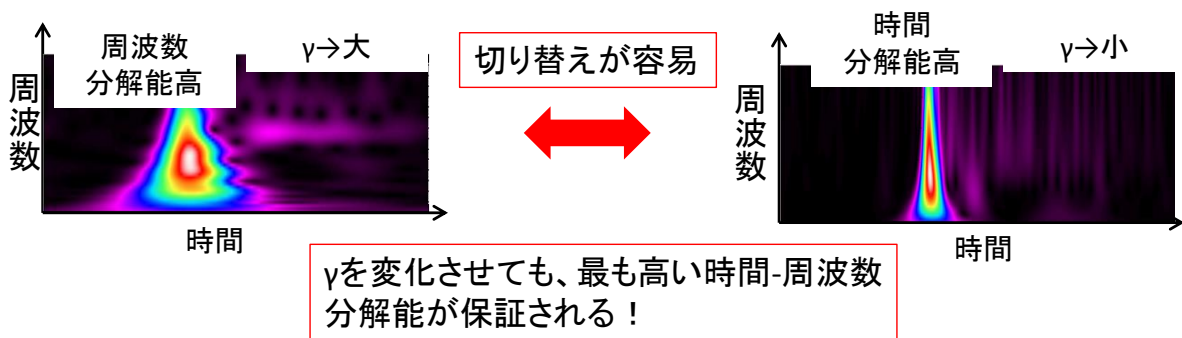 周波数
分解能高
γ→大
周波数
時間
切り替えが容易
時間
分解能高
γ→小
周波数
時間
γを変化させても、最も高い時間-周波数
分解能が保証される！